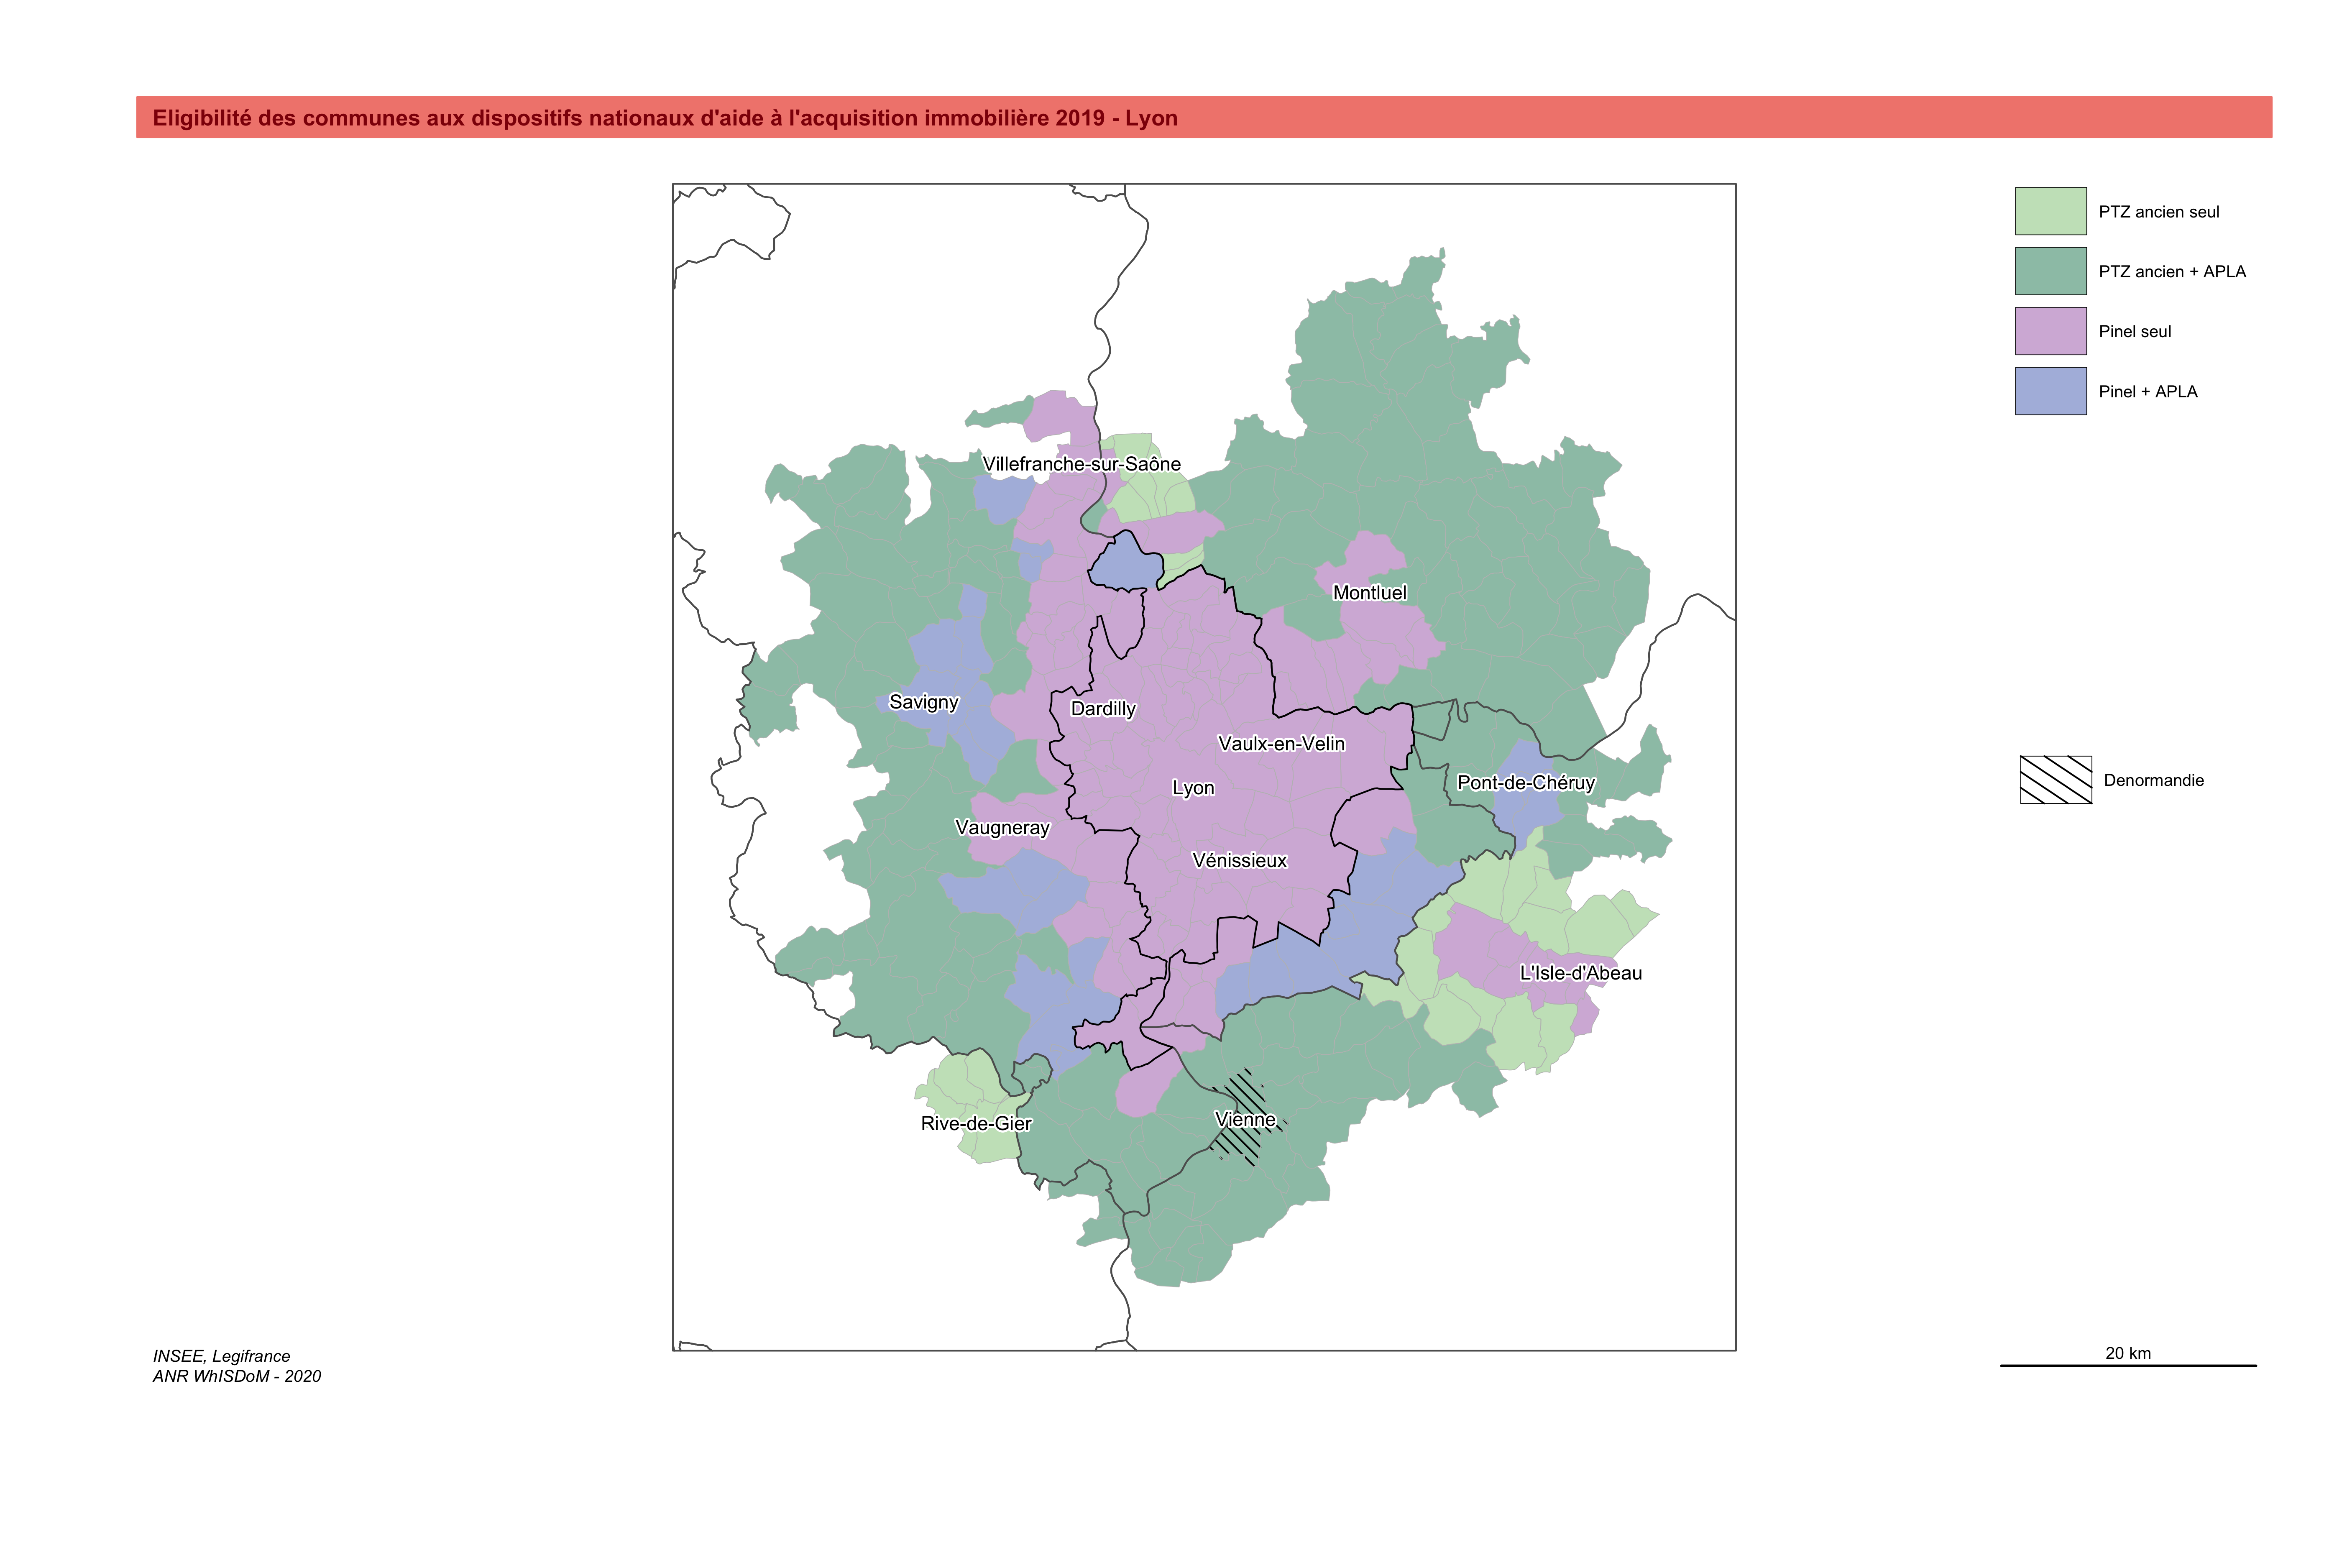 Eligibilité des communes aux dispositifs nationaux d'aide à l'acquisition immobilière 2019 - Lyon
PTZ ancien seul
PTZ ancien + APLA
Pinel seul
Pinel + APLA
Villefranche-sur-Saône
Montluel
Savigny
Dardilly
Vaulx-en-Velin
Pont-de-Chéruy
Denormandie
Lyon
Vaugneray
Vénissieux
L'Isle-d'Abeau
Vienne
Rive-de-Gier
INSEE, Legifrance
ANR WhISDoM - 2020
20 km